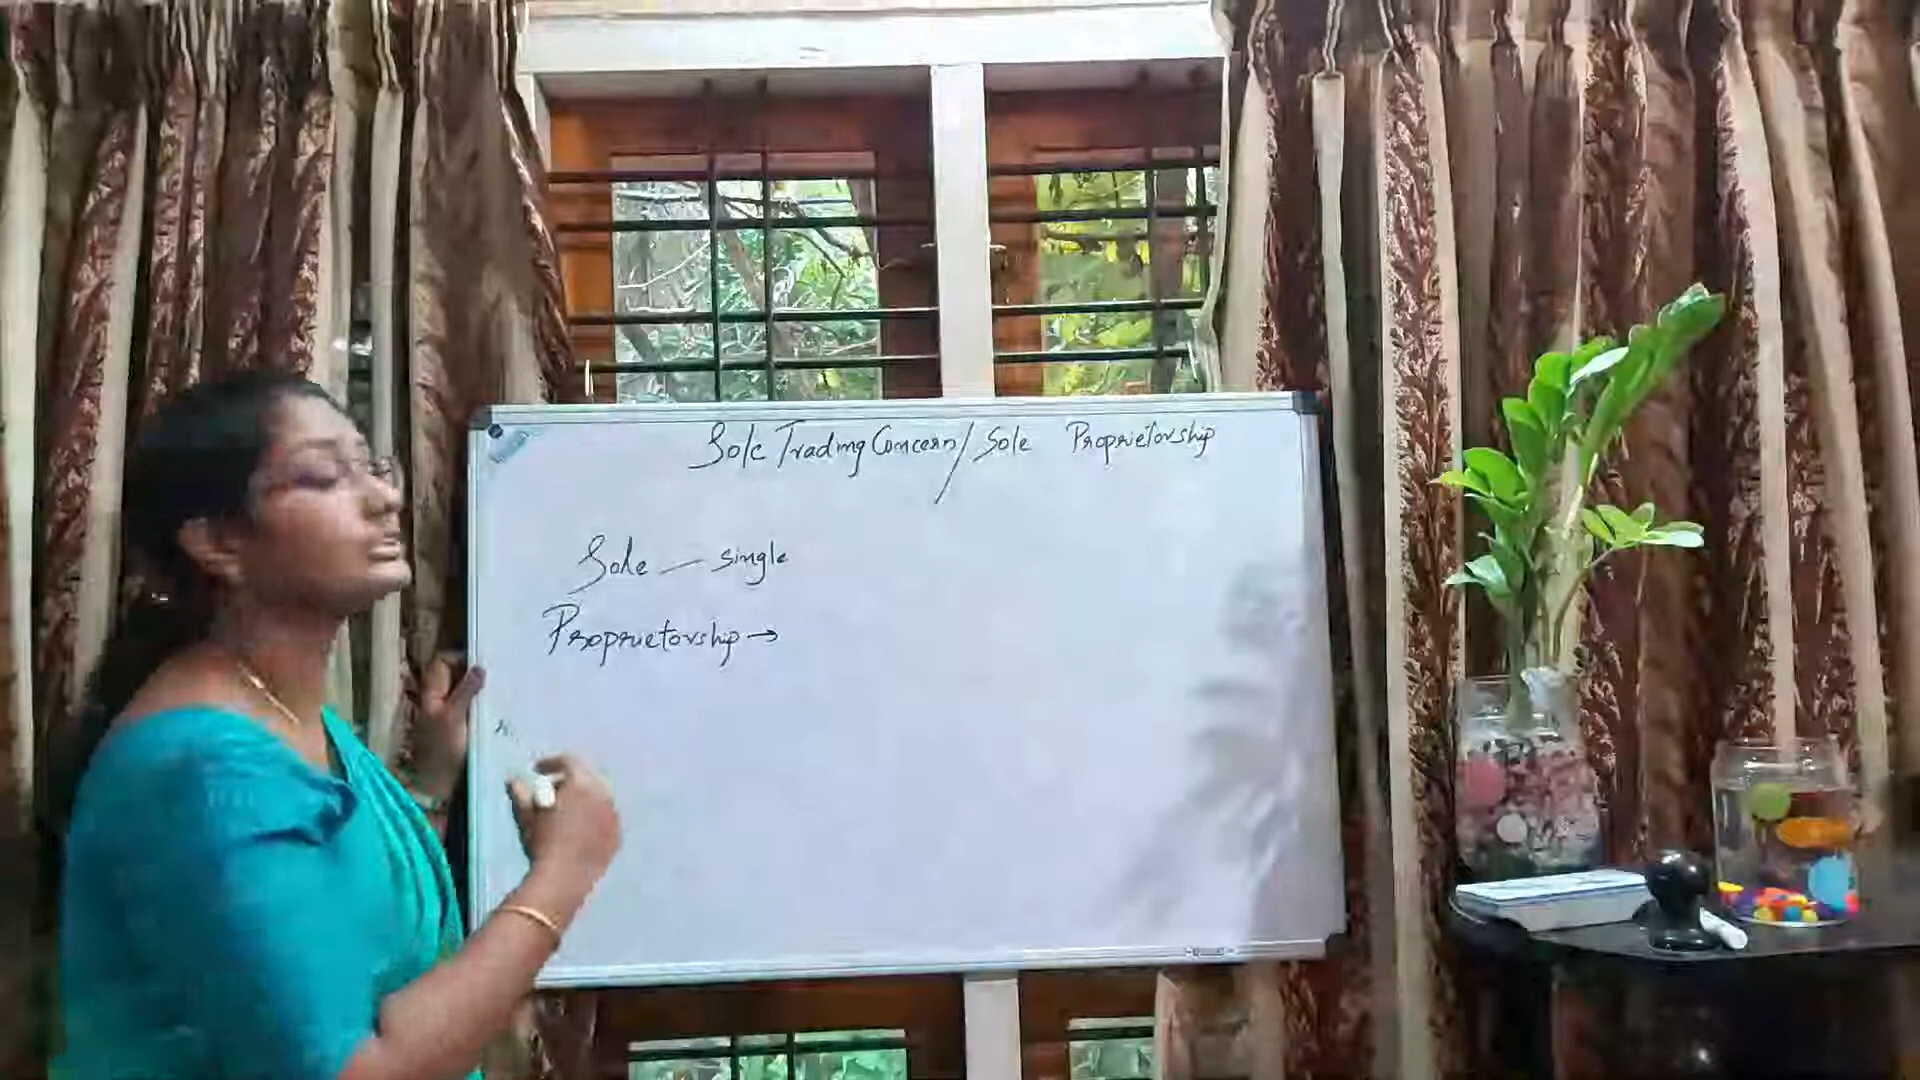 Sole Trading Concern/ Sole Proprietorship
Sole — single
Proprietorship →